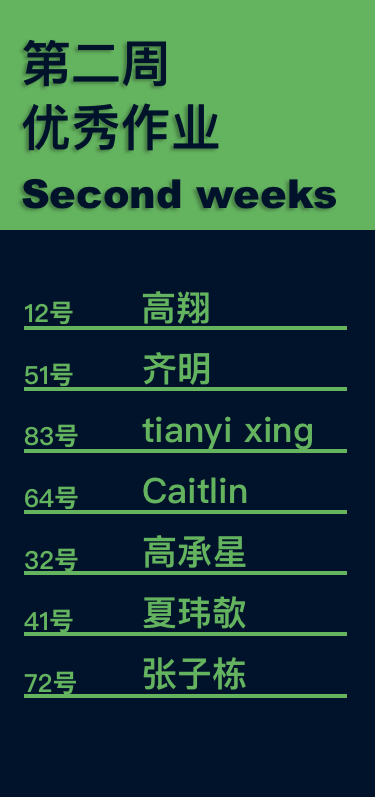 第二周
优秀作业
Second weeks
12号 高翔
51号 齐明
83号 tianyi xing
64号 Caitlin
32号 高承星
41号 夏玮欹
72号 张子栋